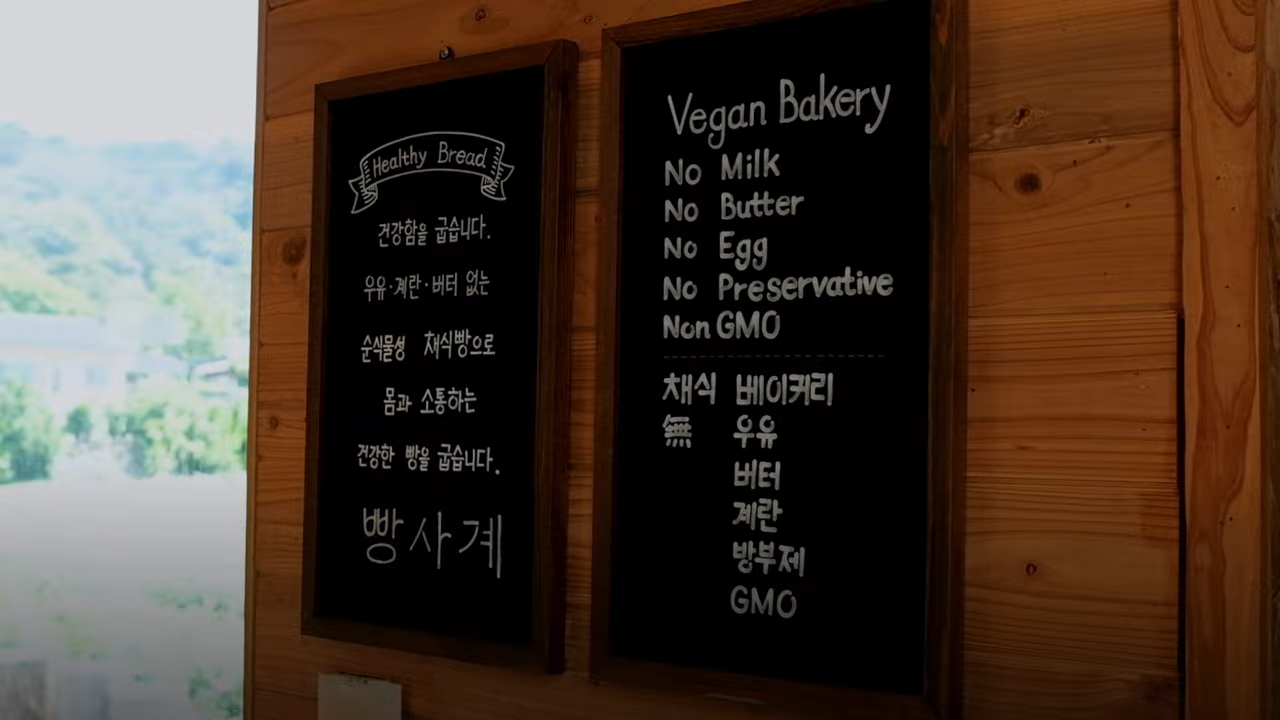 Healthy Bread
건강함을 굽습니다.
우유·계란·버터 없는
순식물성 채식빵으로
몸과 소통하는
건강한 빵을 굽습니다.
빵사계
Vegan Bakery
No Milk
No Butter
No Egg
No Preservative
Non GMO
채식 베이커리
無 우유
버터
계란
방부제
GMO